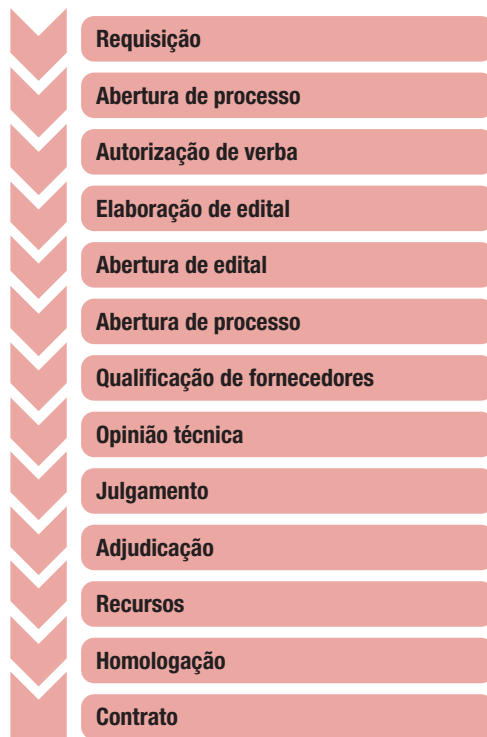 Requisição
Abertura de processo
Autorização de verba
Elaboração de edital
Abertura de edital
Abertura de processo
Qualificação de fornecedores
Opinião técnica
Julgamento
Adjudicação
Recursos
Homologação
Contrato